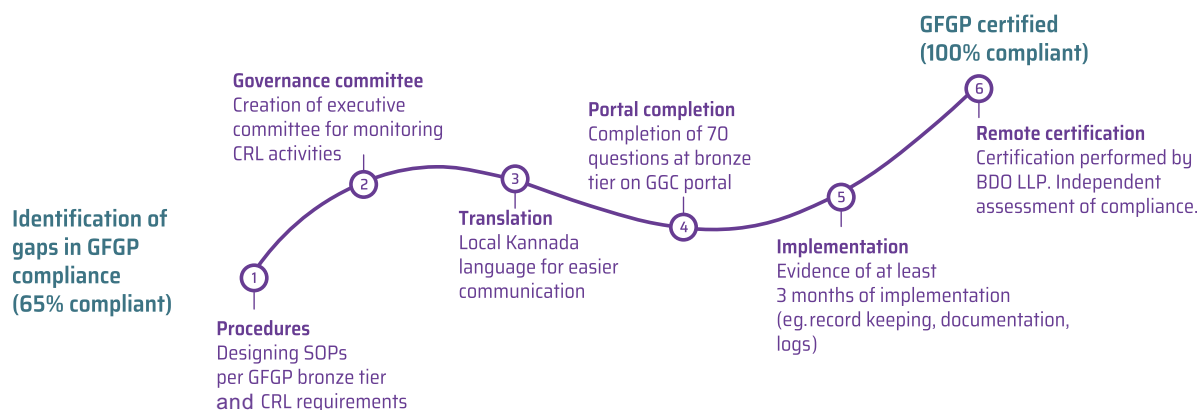 Identification of
gaps in GFGP
compliance
(65% compliant)
1
Procedures
Designing SOPs
per GFGP bronze tier
and CRL requirements
Governance committee
Creation of executive
committee for monitoring
CRL activities
2
3
Translation
Local Kannada
language for easier
communication
Portal completion
Completion of 70
questions at bronze
tier on GGC portal
4
5
Implementation
Evidence of at least
3 months of implementation
(eg.record keeping, documentation,
logs)
GFGP certified
(100% compliant)
6
Remote certification
Certification performed by
BDO LLP. Independent
assessment of compliance.